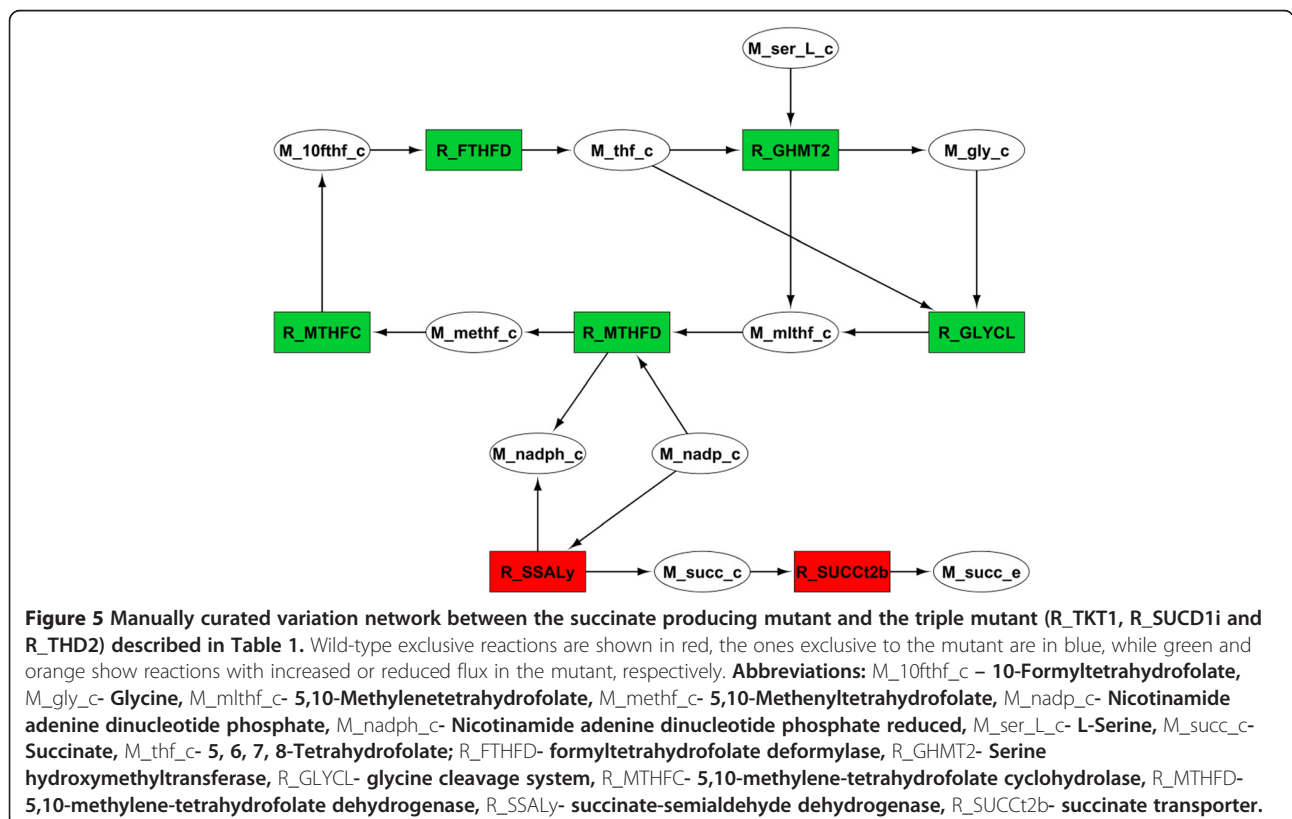 M_ser_L_c
M_10fthf_c R_FTHFD M_thf_c R_GHMT2 M_gly_c
R_MTHFC M_methf_c R_MTHFD M_mlthf_c R_GLYCL
M_nadph_c M_nadp_c
R_SSALy M_succ_c R_SUCCt2b M_succ_e
Figure 5 Manually curated variation network between the succinate producing mutant and the triple mutant (R_TKT1, R_SUCD1i and
R_THD2) described in Table 1. Wild-type exclusive reactions are shown in red, the ones exclusive to the mutant are in blue, while green and
orange show reactions with increased or reduced flux in the mutant, respectively. Abbreviations: M_10fthf_c – 10-Formyltetrahydrofolate,
M_gly_c- Glycine, M_mlthf_c- 5,10-Methylenetetrahydrofolate, M_methf_c- 5,10-Methenyltetrahydrofolate, M_nadp_c- Nicotinamide
adenine dinucleotide phosphate, M_nadph_c- Nicotinamide adenine dinucleotide phosphate reduced, M_ser_L_c- L-Serine, M_succ_c-
Succinate, M_thf_c- 5, 6, 7, 8-Tetrahydrofolate; R_FTHFD- formyltetrahydrofolate deformylase, R_GHMT2- Serine
hydroxymethyltransferase, R_GLYCL- glycine cleavage system, R_MTHFC- 5,10-methylene-tetrahydrofolate cyclohydrolase, R_MTHFD-
5,10-methylene-tetrahydrofolate dehydrogenase, R_SSALy- succinate-semialdehyde dehydrogenase, R_SUCCt2b- succinate transporter.